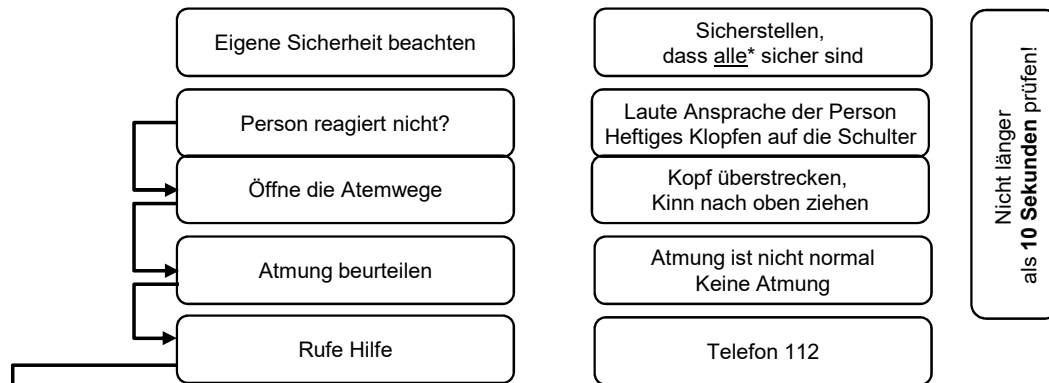 Eigene Sicherheit beachten
Sicherstellen,
dass alle* sicher sind
Person reagiert nicht?
Laute Ansprache der Person
Heftiges Klopfen auf die Schulter
Öffne die Atemwege
Kopf überstrecken,
Kinn nach oben ziehen
Atmung beurteilen
Atmung ist nicht normal
Keine Atmung
Rufe Hilfe
Telefon 112
Nicht länger
als 10 Sekunden prüfen!